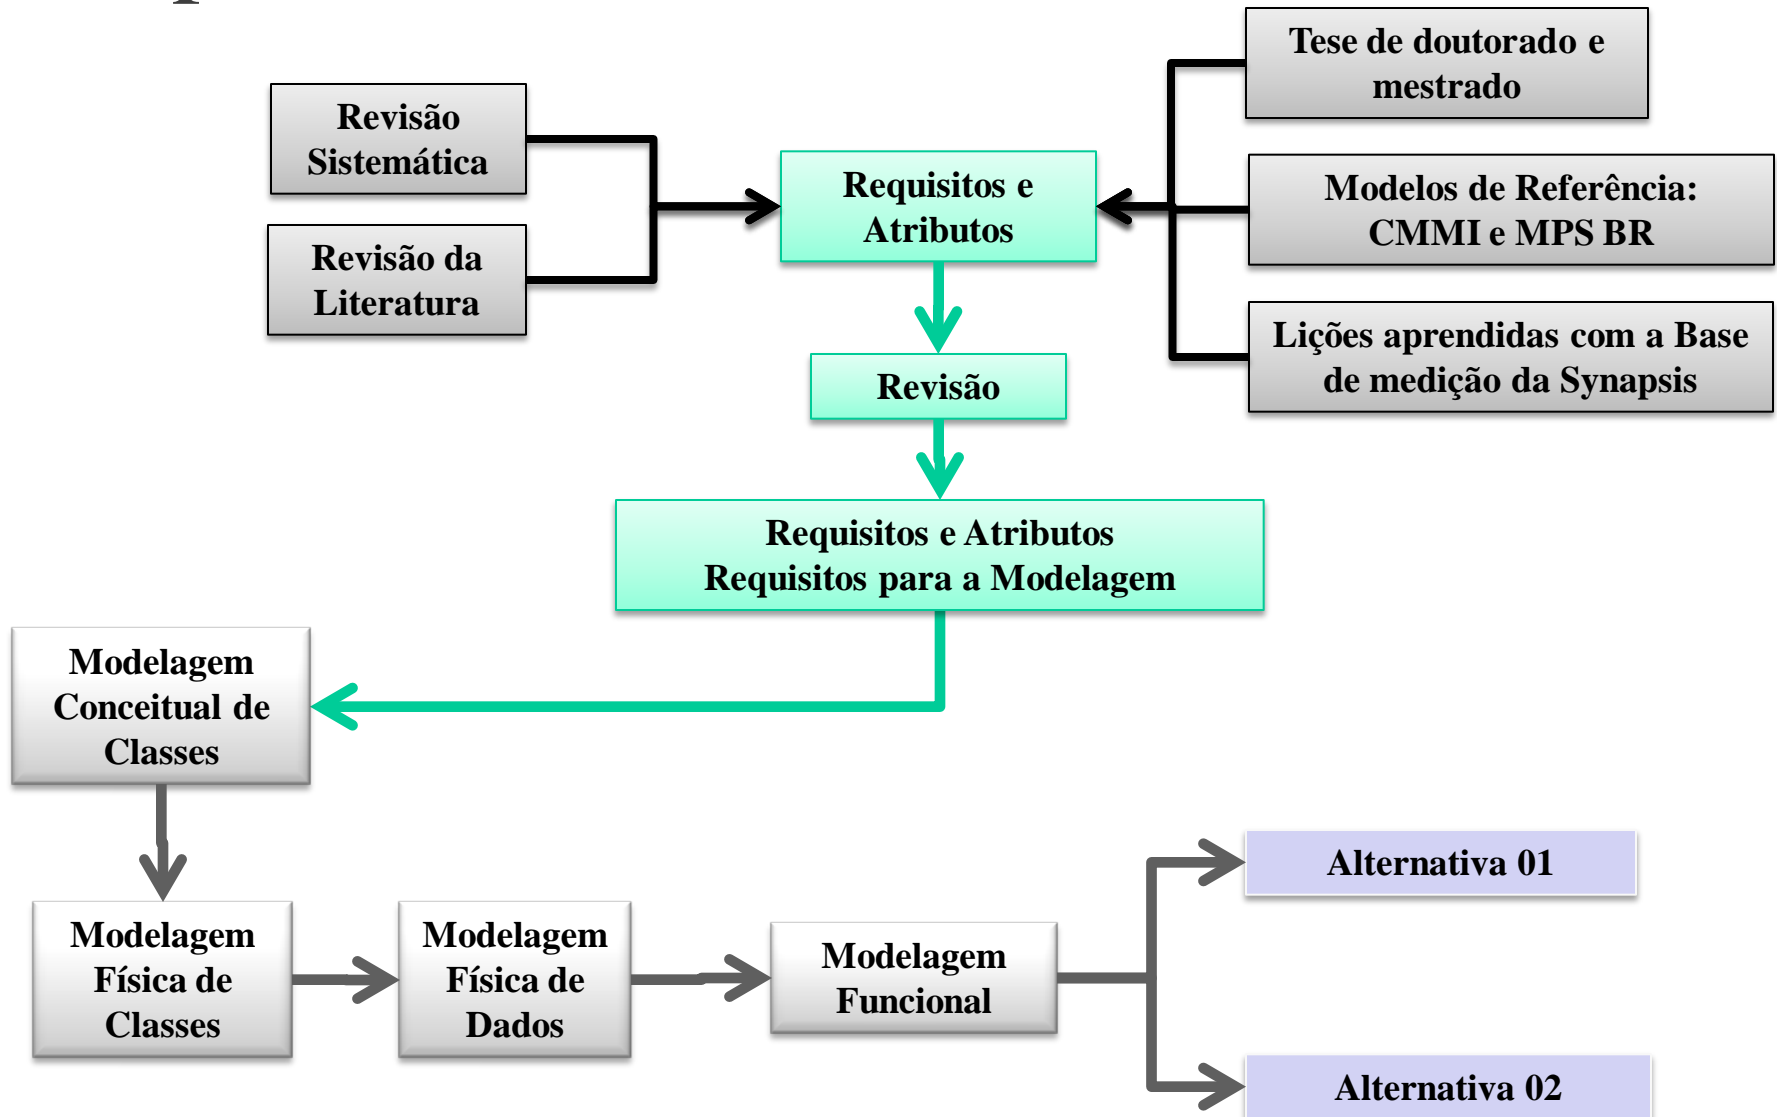 Tese de doutorado e
mestrado
Revisão
Sistemática
Requisitos e
Atributos
Modelos de Referência:
CMMI e MPS BR
Revisão da
Literatura
Lições aprendidas com a Base
de medição da Synapsis
Revisão
Requisitos e Atributos
Requisitos para a Modelagem
Modelagem
Conceitual de
Classes
Modelagem
Física de
Classes
Modelagem
Física de
Dados
Modelagem
Funcional
Alternativa 01
Alternativa 02